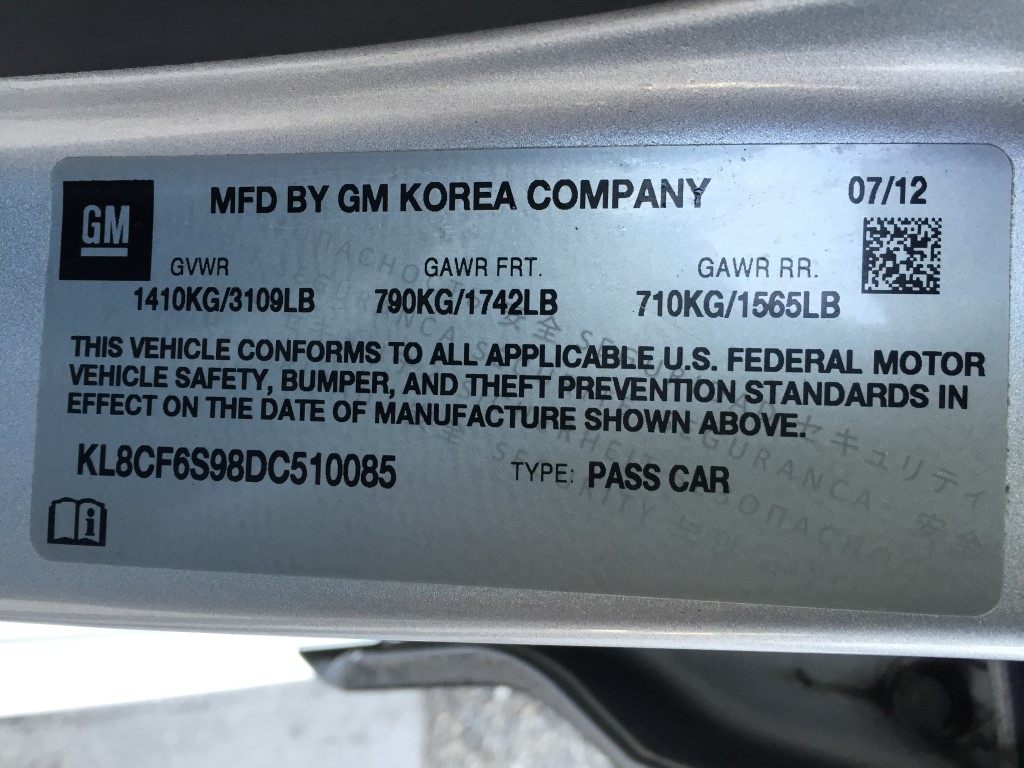 GM
MFD BY GM KOREA COMPANY
07/12
GVWR GAWR FRT. GAWR RR.
1410KG/3109LB 790KG/1742LB 710KG/1565LB
THIS VEHICLE CONFORMS TO ALL APPLICABLE U.S. FEDERAL MOTOR
VEHICLE SAFETY, BUMPER, AND THEFT PREVENTION STANDARDS IN
EFFECT ON THE DATE OF MANUFACTURE SHOWN ABOVE.
KL8CF6S98DC510085 TYPE: PASS CAR
i